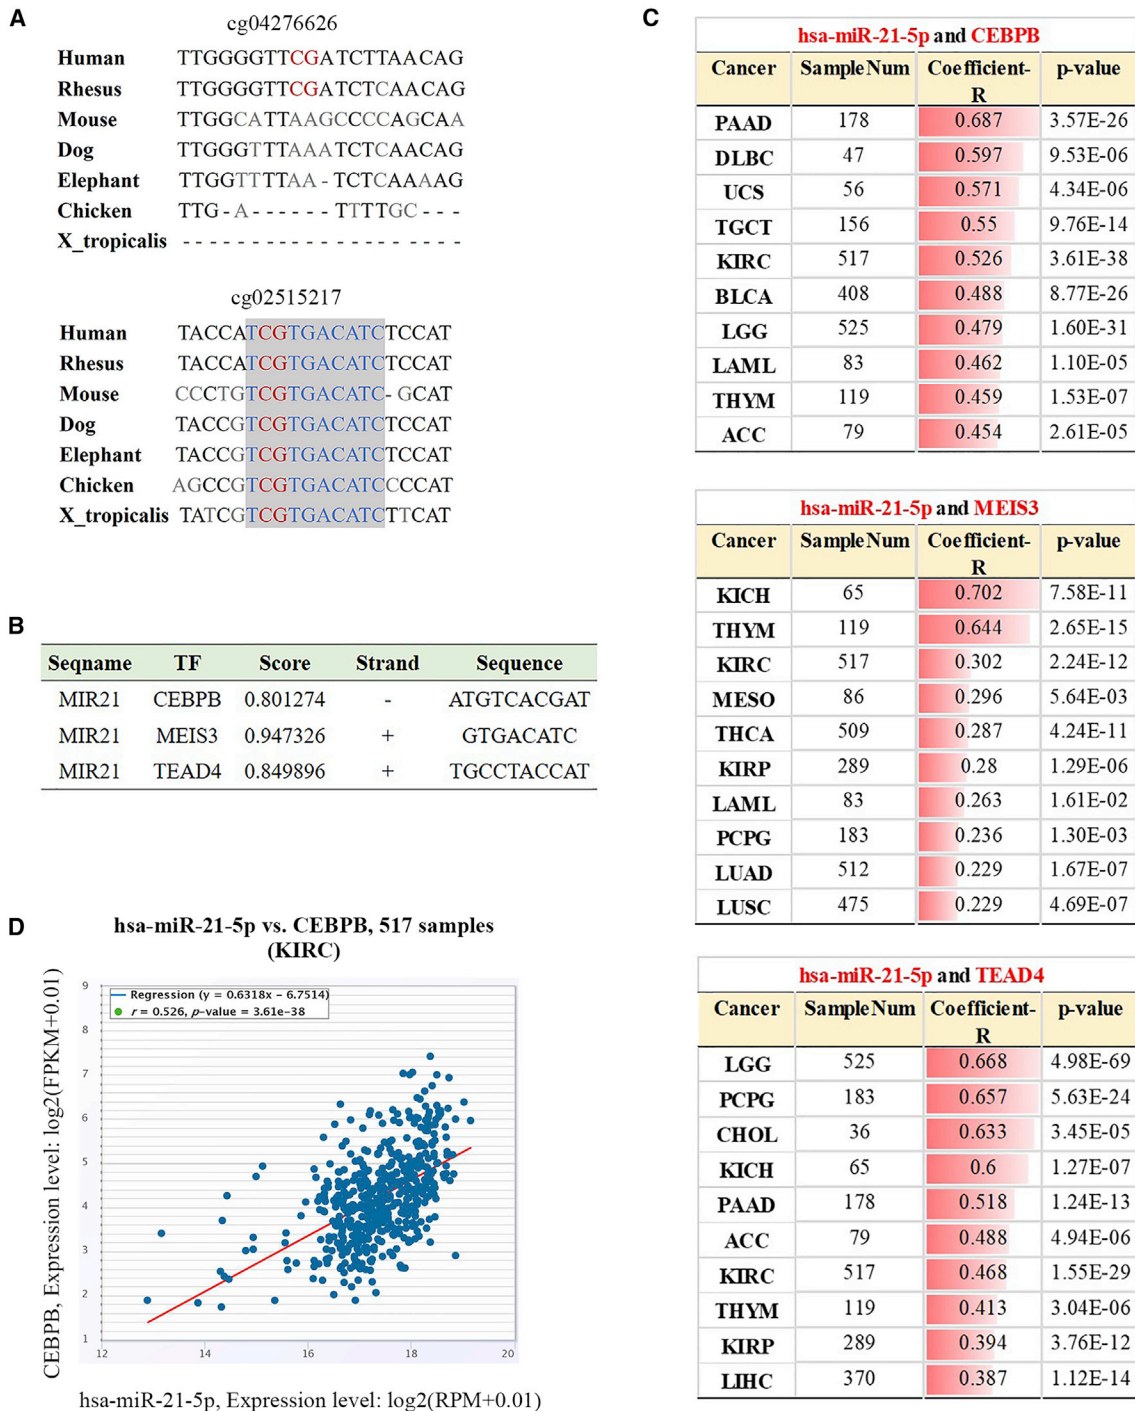 A
cg04276626
Human TTGGGGTTCGATCTTAACAG
Rhesus TTGGGGTTCGATCTCAACAG
Mouse TTGGCATTAAGCCCCAGCAA
Dog TTGGGTTTAAATCTCAACAG
Elephant TTGGTTTTAA-TCTCAAAAG
Chicken TTG-A------TTTTGC---
X_tropicalis --------------------
cg02515217
Human TACCATCGTGACATCTCCAT
Rhesus TACCATCGTGACATCTCCAT
Mouse CCCTGTCGTGACATC-GCAT
Dog TACCGTCGTGACATCTCCAT
Elephant TACCGTCGTGACATCTCCAT
Chicken AGCCGTCGTGACATCCCCAT
X_tropicalis TATCGTCGTGACATCTTCAT
B
Seqname TF Score Strand Sequence
MIR21 CEBPB 0.801274 - ATGTCACGAT
MIR21 MEIS3 0.947326 + GTGACATC
MIR21 TEAD4 0.849896 + TGCCTACCAT
C
hsa-miR-21-5p and CEBPB
Cancer SampleNum Coefficient-R p-value
PAAD 178 0.687 3.57E-26
DLBC 47 0.597 9.53E-06
UCS 56 0.571 4.34E-06
TGCT 156 0.55 9.76E-14
KIRC 517 0.526 3.61E-38
BLCA 408 0.488 8.77E-26
LGG 525 0.479 1.60E-31
LAML 83 0.462 1.10E-05
THYM 119 0.459 1.53E-07
ACC 79 0.454 2.61E-05
hsa-miR-21-5p and MEIS3
Cancer SampleNum Coefficient-R p-value
KICH 65 0.702 7.58E-11
THYM 119 0.644 2.65E-15
KIRC 517 0.302 2.24E-12
MESO 86 0.296 5.64E-03
THCA 509 0.287 4.24E-11
KIRP 289 0.28 1.29E-06
LAML 83 0.263 1.61E-02
PCPG 183 0.236 1.30E-03
LUAD 512 0.229 1.67E-07
LUSC 475 0.229 4.69E-07
hsa-miR-21-5p and TEAD4
Cancer SampleNum Coefficient-R p-value
LGG 525 0.668 4.98E-69
PCPG 183 0.657 5.63E-24
CHOL 36 0.633 3.45E-05
KICH 65 0.6 1.27E-07
PAAD 178 0.518 1.24E-13
ACC 79 0.488 4.94E-06
KIRC 517 0.468 1.55E-29
THYM 119 0.413 3.04E-06
KIRP 289 0.394 3.76E-12
LIHC 370 0.387 1.12E-14
D
hsa-miR-21-5p vs. CEBPB, 517 samples
(KIRC)
CEBPB, Expression level: log2(FPKM+0.01)
Regression (y = 0.6318x − 6.7514)
r = 0.526, p-value = 3.61e-38
9
8
7
6
5
4
3
2
1
12 14 16 18 20
hsa-miR-21-5p, Expression level: log2(RPM+0.01)